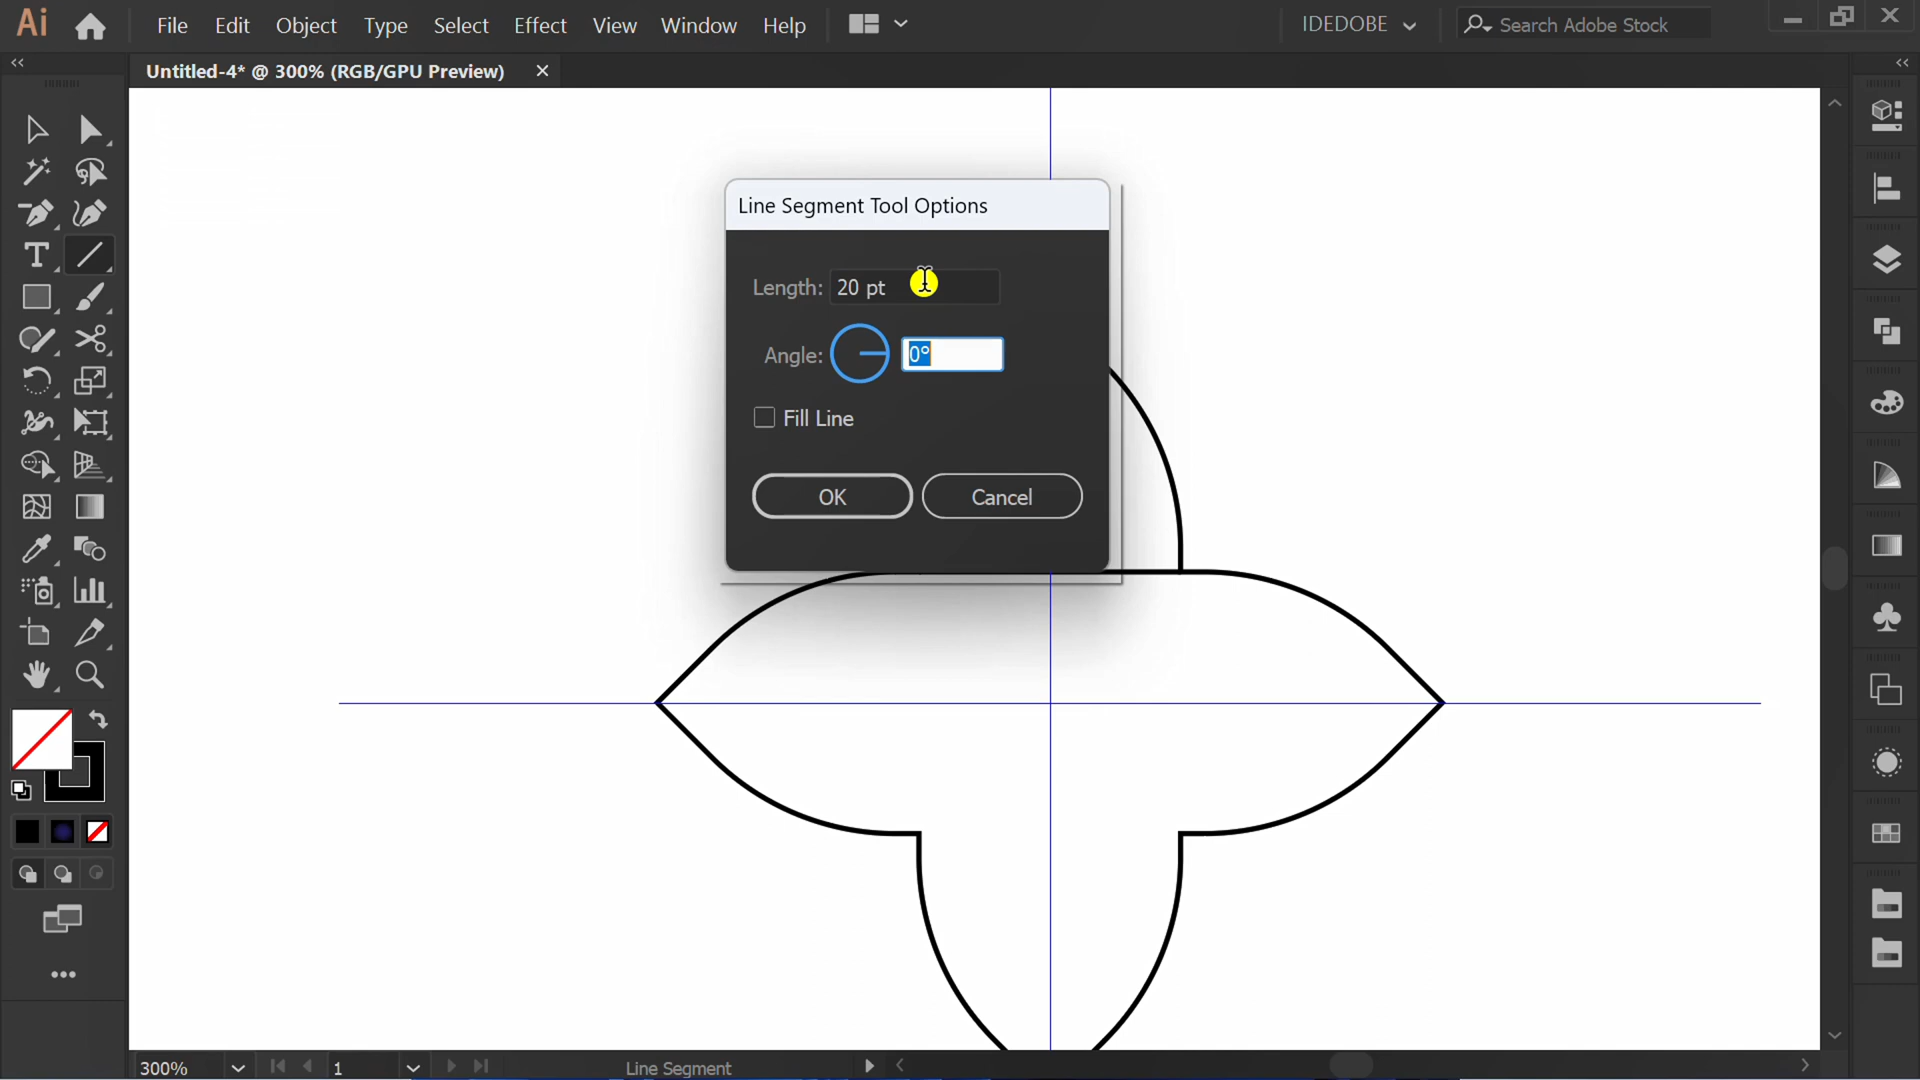 Ai File Edit Object Type Select Effect View Window Help IDEDOBE Search Adobe Stock
Untitled-4* @ 300% (RGB/GPU Preview)
Line Segment Tool Options
Length: 20 pt
Angle: 0°
Fill Line
OK Cancel
300% 1 Line Segment